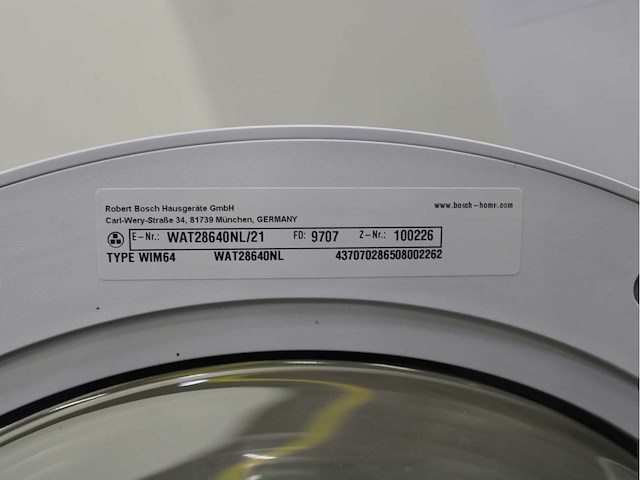 Robert Bosch Hausgeräte GmbH
www.bosch-home.com
Carl-Wery-Straße 34, 81739 München, GERMANY
E-Nr.: WAT28640NL/21 FD: 9707 Z-Nr.: 100226
TYPE WIM64 WAT28640NL 437070286508002262